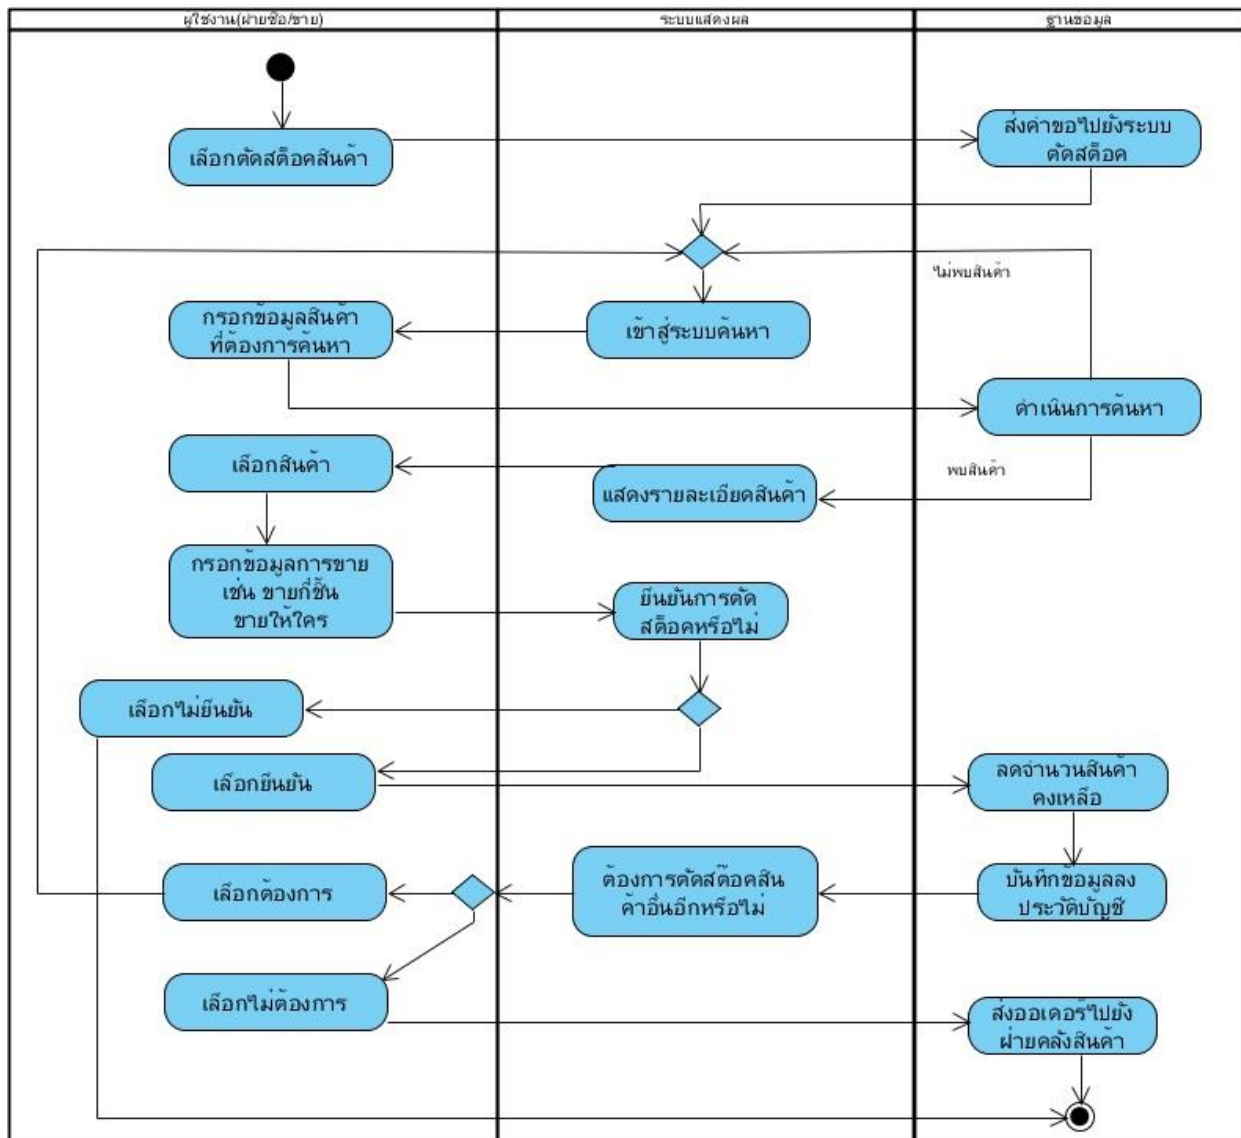 ผู้ใช้งาน(ฝ่ายซื้อ/ขาย)
ระบบแสดงผล
ฐานข้อมูล
เลือกตัดสต็อคสินค้า
ส่งคำขอไปยังระบบ
ตัดสต็อค
ไม่พบสินค้า
กรอกข้อมูลสินค้า
ที่ต้องการค้นหา
เข้าสู่ระบบค้นหา
ดำเนินการค้นหา
เลือกสินค้า
พบสินค้า
แสดงรายละเอียดสินค้า
กรอกข้อมูลการขาย
เช่น ขายกี่ชิ้น
ขายให้ใคร
ยืนยันการตัด
สต็อคหรือไม่
เลือกไม่ยืนยัน
เลือกยืนยัน
ลดจำนวนสินค้า
คงเหลือ
เลือกต้องการ
ต้องการตัดสต๊อคสิน
ค้าอื่นอีกหรือไม่
บันทึกข้อมูลลง
ประวัติบัญชี
เลือกไม่ต้องการ
ส่งออเดอร์ไปยัง
ฝ่ายคลังสินค้า